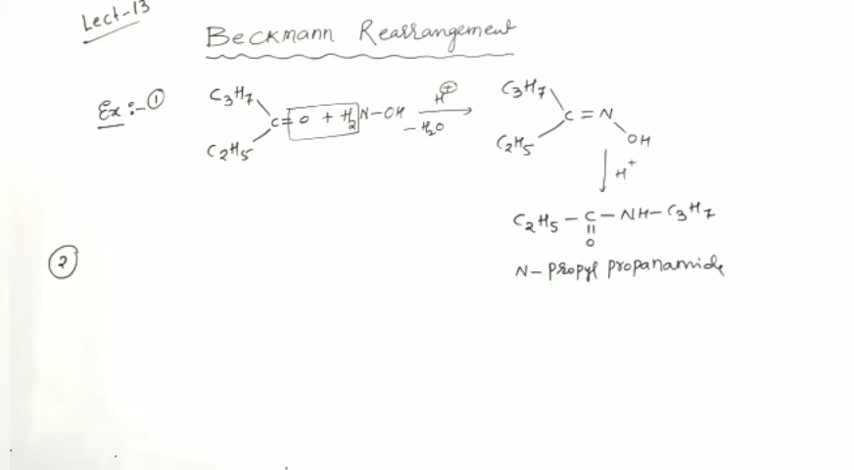 Lect-13
Beckmann Rearrangement
Ex:-① C3H7 C3H7
C=O + H2N-OH H⊕ C=N
C2H5 -H2O C2H5 OH
H+
C2H5-C-NH-C3H7
O
② N-propyl propanamide